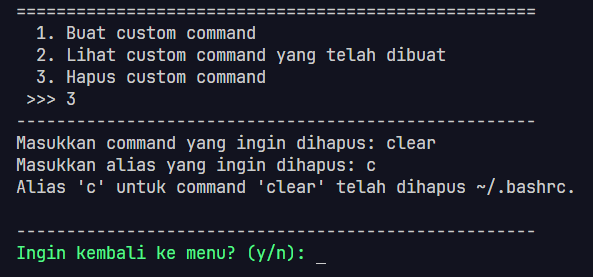 ==================================================
1. Buat custom command
2. Lihat custom command yang telah dibuat
3. Hapus custom command
>>> 3
--------------------------------------------------
Masukkan command yang ingin dihapus: clear
Masukkan alias yang ingin dihapus: c
Alias 'c' untuk command 'clear' telah dihapus ~/.bashrc.
--------------------------------------------------
Ingin kembali ke menu? (y/n): _